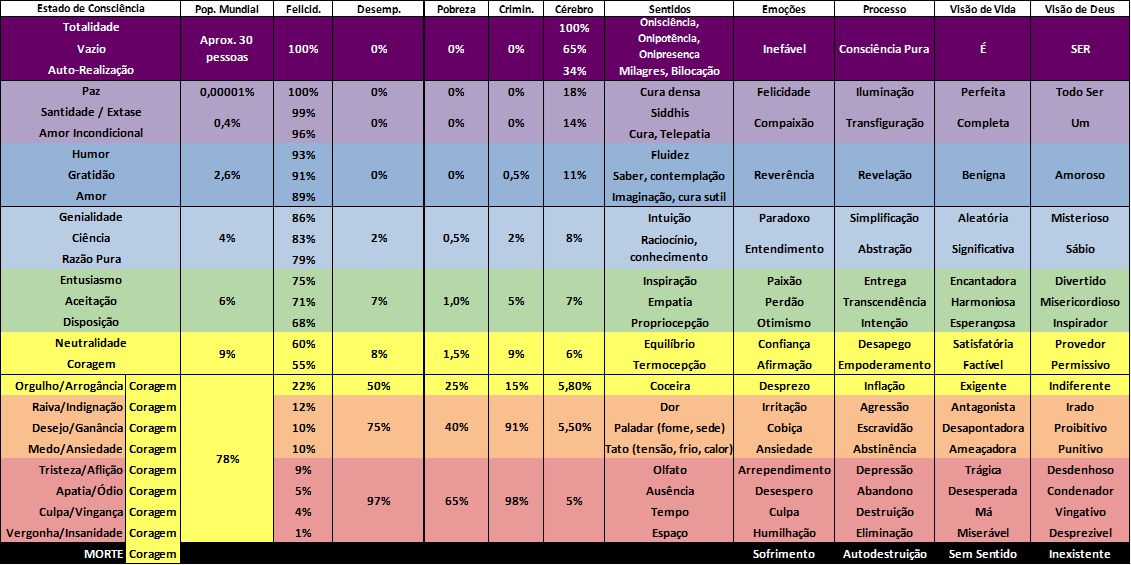 Estado de Consciência Pop. Mundial Felicid. Desemp. Pobreza Crimin. Cérebro Sentidos Emoções Processo Visão de Vida Visão de Deus
Totalidade 100% Onisciência,
Onipotência,
Vazio Aprox. 30 pessoas 100% 0% 0% 0% 65% Onipresença Inefável Consciência Pura É SER
Auto-Realização 34% Milagres, Bilocação
Paz 0,00001% 100% 0% 0% 0% 18% Cura densa Felicidade Iluminação Perfeita Todo Ser
Santidade / Extase 99% Siddhis
0,4% 0% 0% 0% 14% Compaixão Transfiguração Completa Um
Amor Incondicional 96% Cura, Telepatia
Humor 93% Fluidez
Gratidão 2,6% 91% 0% 0% 0,5% 11% Saber, contemplação Reverência Revelação Benigna Amoroso
Amor 89% Imaginação, cura sutil
Genialidade 86% Intuição Paradoxo Simplificação Aleatória Misterioso
Ciência 4% 83% 2% 0,5% 2% 8% Raciocínio, conhecimento Entendimento Abstração Significativa Sábio
Razão Pura 79%
Entusiasmo 75% Inspiração Paixão Entrega Encantadora Divertido
Aceitação 6% 71% 7% 1,0% 5% 7% Empatia Perdão Transcendência Harmoniosa Misericordioso
Disposição 68% Propriocepção Otimismo Intenção Esperançosa Inspirador
Neutralidade 60% Equilíbrio Confiança Desapego Satisfatória Provedor
9% 8% 1,5% 9% 6%
Coragem 55% Termocepção Afirmação Empoderamento Factível Permissivo
Orgulho/Arrogância Coragem 22% 50% 25% 15% 5,80% Coceira Desprezo Inflação Exigente Indiferente
Raiva/Indignação Coragem 12% Dor Irritação Agressão Antagonista Irado
Desejo/Ganância Coragem 10% 75% 40% 91% 5,50% Paladar (fome, sede) Cobiça Escravidão Desapontadora Proibitivo
Medo/Ansiedade Coragem 10% Tato (tensão, frio, calor) Ansiedade Abstinência Ameaçadora Punitivo
78%
Tristeza/Aflição Coragem 9% Olfato Arrependimento Depressão Trágica Desdenhoso
Apatia/Ódio Coragem 5% Ausência Desespero Abandono Desesperada Condenador
97% 65% 98% 5%
Culpa/Vingança Coragem 4% Tempo Culpa Destruição Má Vingativo
Vergonha/Insanidade Coragem 1% Espaço Humilhação Eliminação Miserável Desprezivel
MORTE Coragem Sofrimento Autodestruição Sem Sentido Inexistente